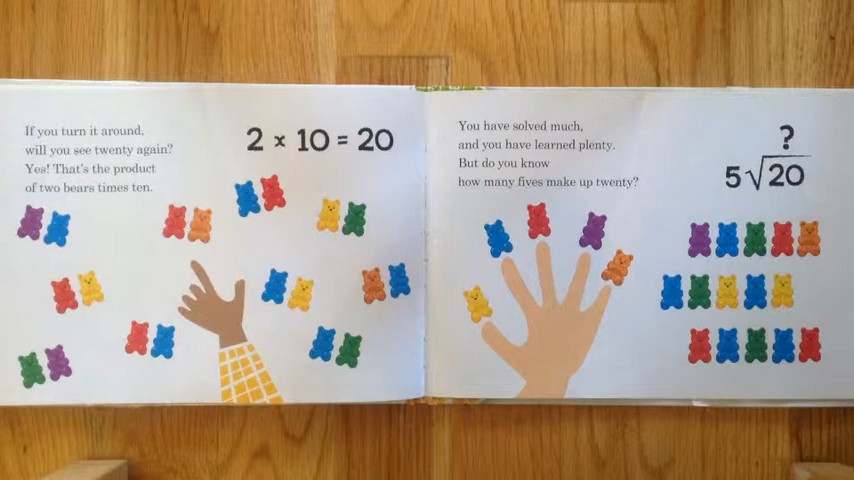 If you turn it around,
will you see twenty again?
Yes! That's the product
of two bears times ten.
2 x 10 = 20
You have solved much,
and you have learned plenty.
But do you know
how many fives make up twenty?
?
5√20